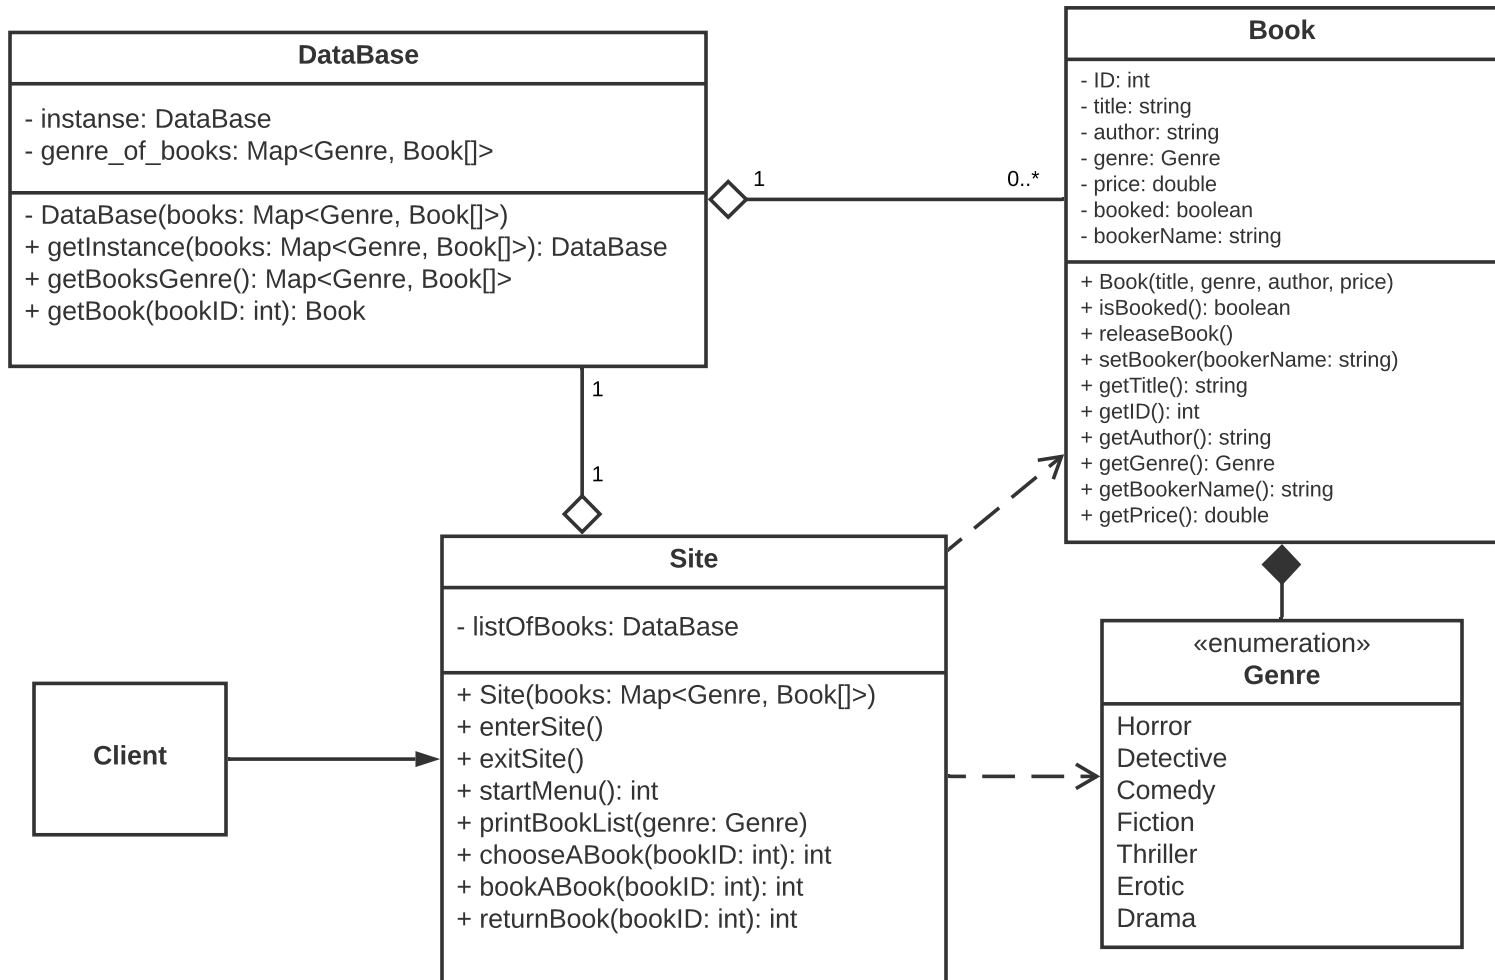 DataBase
- instanse: DataBase
- genre_of_books: Map<Genre, Book[]>
- DataBase(books: Map<Genre, Book[]>)
+ getInstance(books: Map<Genre, Book[]>): DataBase
+ getBooksGenre(): Map<Genre, Book[]>
+ getBook(bookID: int): Book
1
0..*
Book
- ID: int
- title: string
- author: string
- genre: Genre
- price: double
- booked: boolean
- bookerName: string
+ Book(title, genre, author, price)
+ isBooked(): boolean
+ releaseBook()
+ setBooker(bookerName: string)
+ getTitle(): string
+ getID(): int
+ getAuthor(): string
+ getGenre(): Genre
+ getBookerName(): string
+ getPrice(): double
1
1
Site
- listOfBooks: DataBase
+ Site(books: Map<Genre, Book[]>)
+ enterSite()
+ exitSite()
+ startMenu(): int
+ printBookList(genre: Genre)
+ chooseABook(bookID: int): int
+ bookABook(bookID: int): int
+ returnBook(bookID: int): int
Client
«enumeration»
Genre
Horror
Detective
Comedy
Fiction
Thriller
Erotic
Drama